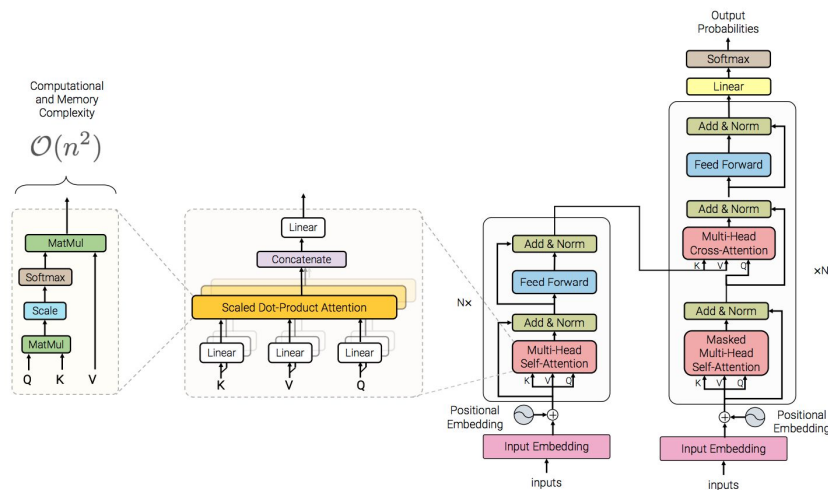 Computational
and Memory
Complexity
O(n²)
MatMul
Softmax
Scale
MatMul
Q K V
Linear
Concatenate
Scaled Dot-Product Attention
Linear Linear Linear
K V Q
N×
Add & Norm
Feed Forward
Add & Norm
Multi-Head
Self-Attention
K V Q
Positional
Embedding
Input Embedding
inputs
Output
Probabilities
Softmax
Linear
Add & Norm
Feed Forward
Add & Norm
Multi-Head
Cross-Attention
K V Q
×N
Add & Norm
Masked
Multi-Head
Self-Attention
K V Q
Positional
Embedding
Input Embedding
inputs